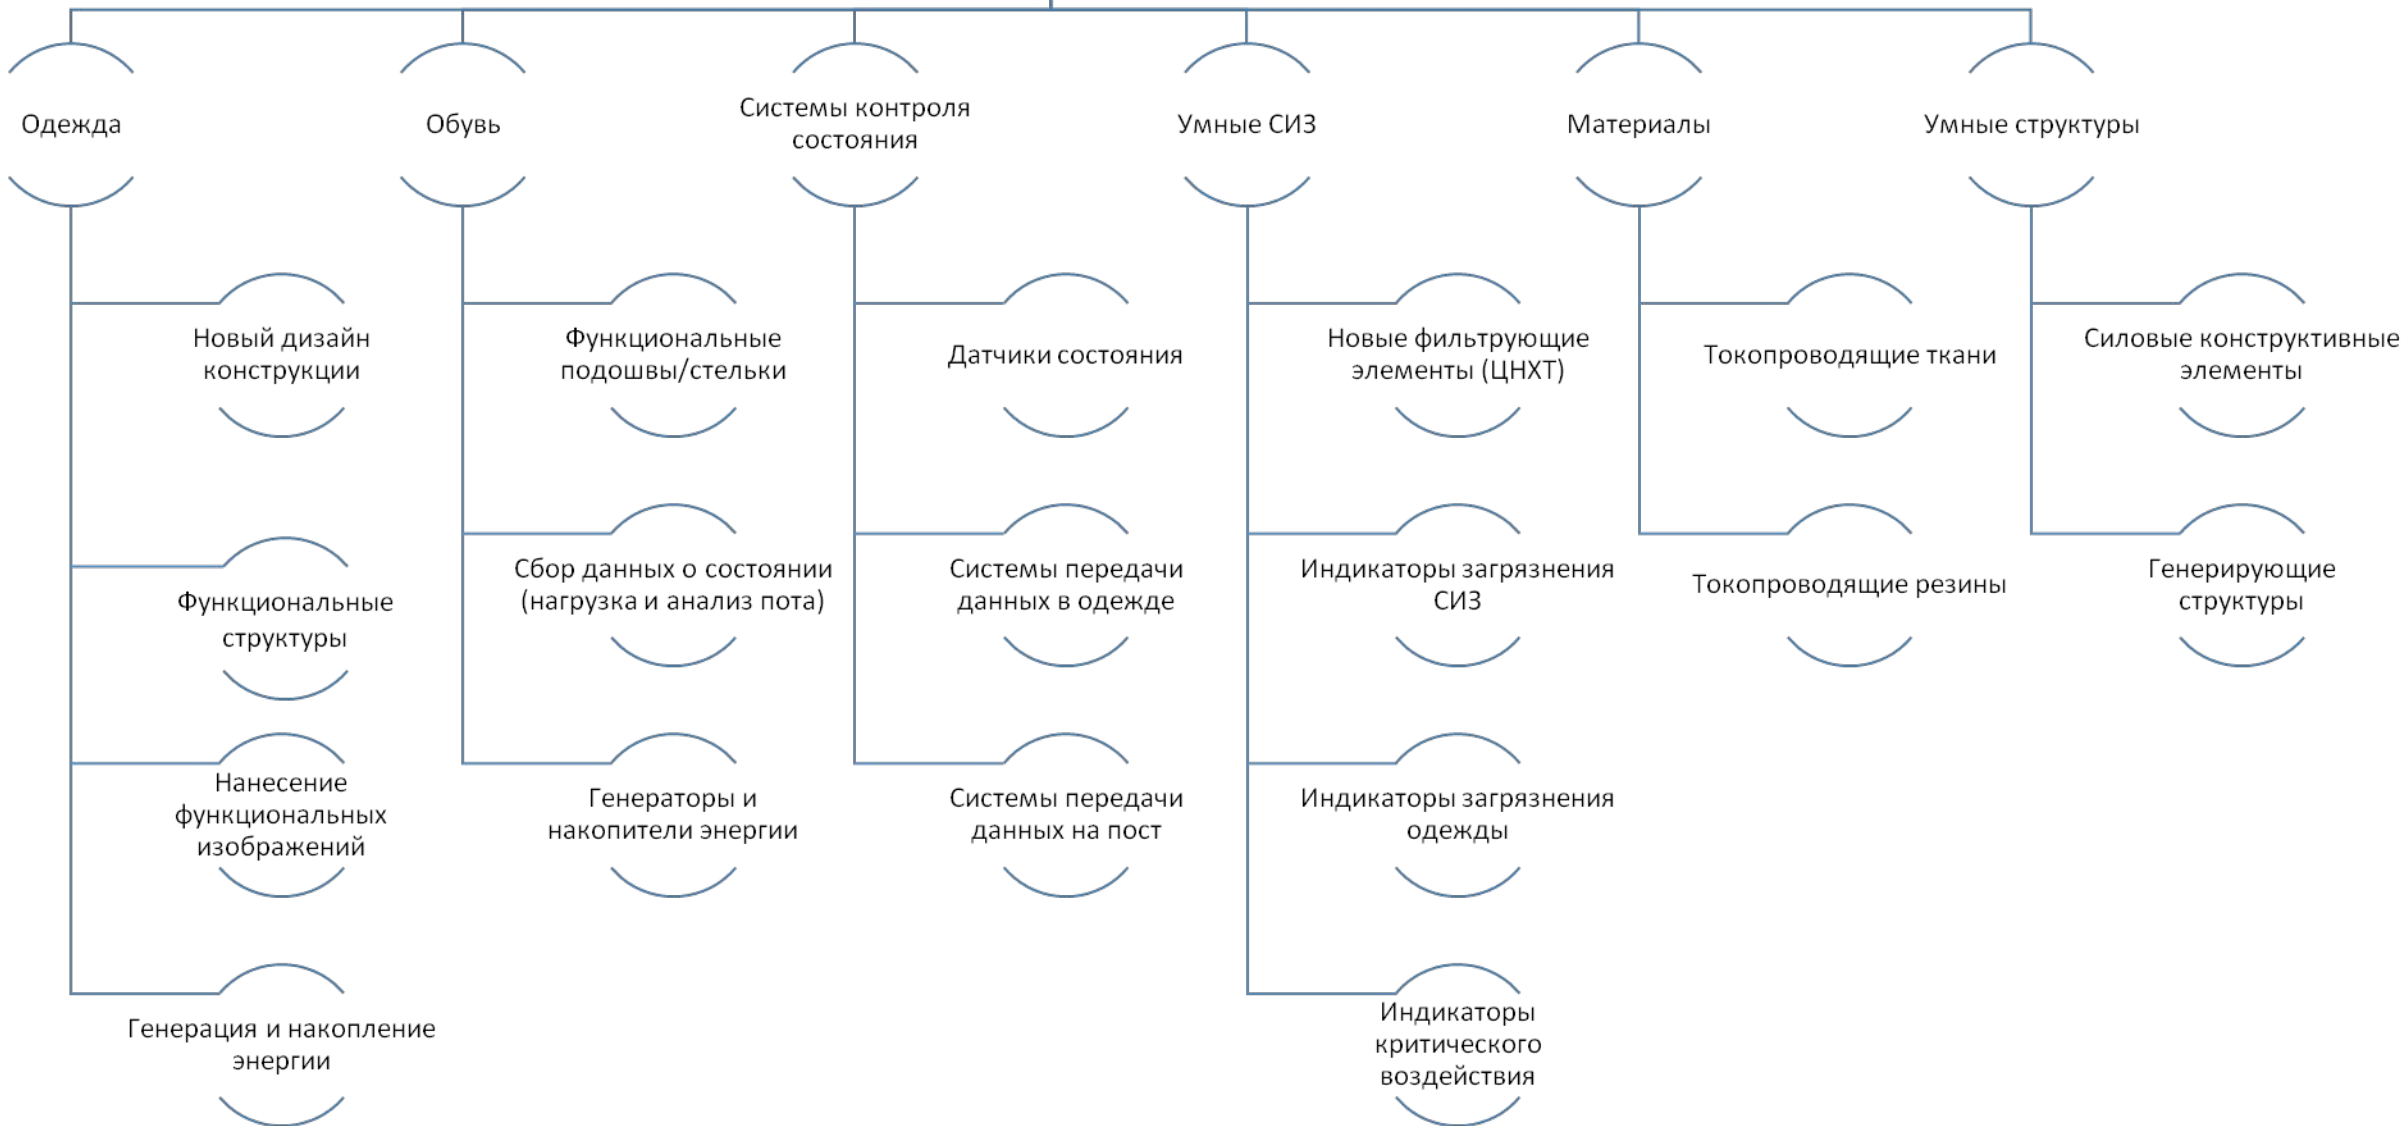 Одежда
Обувь
Системы контроля
состояния
Умные СИЗ
Материалы
Умные структуры
Новый дизайн
конструкции
Функциональные
подошвы/стельки
Датчики состояния
Новые фильтрующие
элементы (ЦНХТ)
Токопроводящие ткани
Силовые конструктивные
элементы
Функциональные
структуры
Сбор данных о состоянии
(нагрузка и анализ пота)
Системы передачи
данных в одежде
Индикаторы загрязнения
СИЗ
Токопроводящие резины
Генерирующие
структуры
Нанесение
функциональных
изображений
Генераторы и
накопители энергии
Системы передачи
данных на пост
Индикаторы загрязнения
одежды
Генерация и накопление
энергии
Индикаторы
критического
воздействия